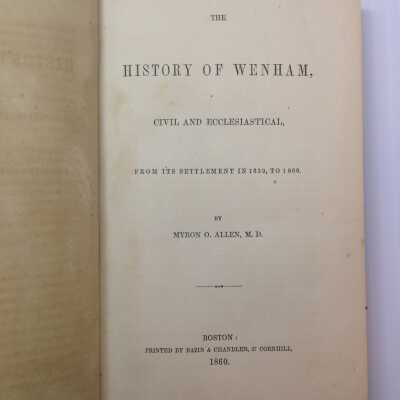 THE
HISTORY OF WENHAM,
CIVIL AND ECCLESIASTICAL,
FROM ITS SETTLEMENT IN 1639, TO 1860.
BY
MYRON O. ALLEN, M. D.
BOSTON:
PRINTED BY BAZIN & CHANDLER, 37 CORNHILL,
1860.